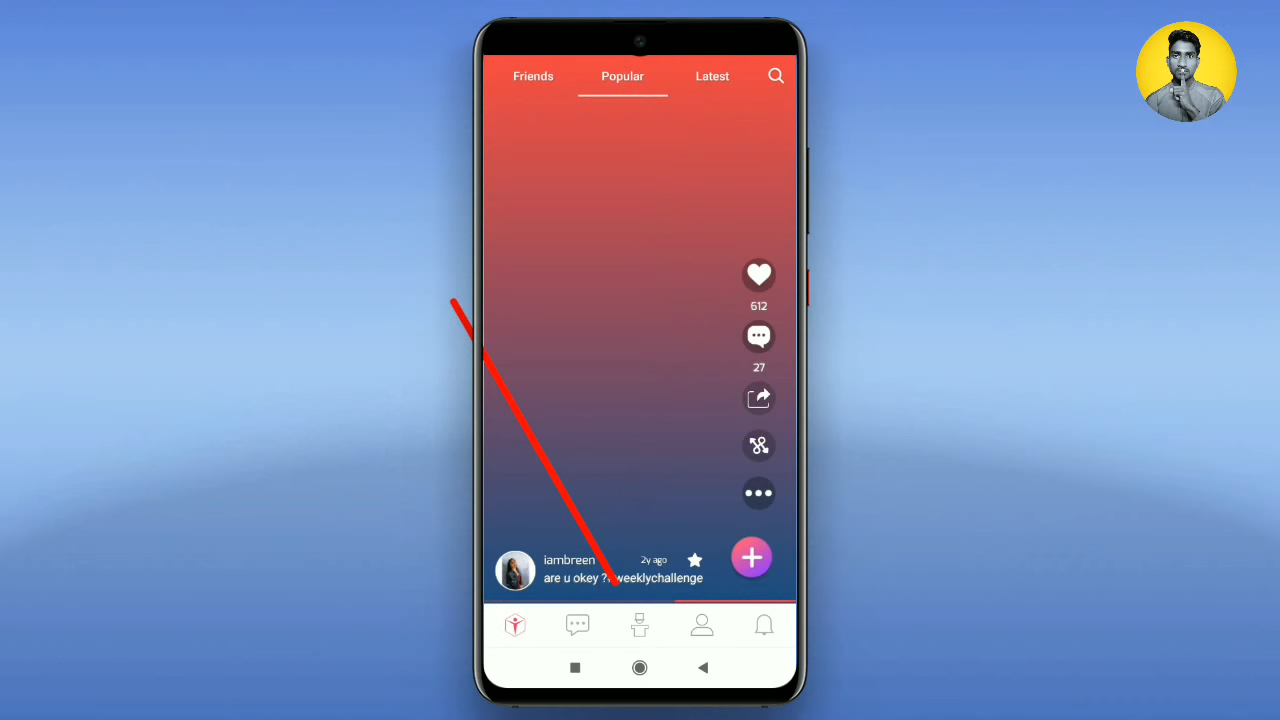 Friends Popular Latest
612
27
iambreen 2y ago
are u okey ? weeklychallenge